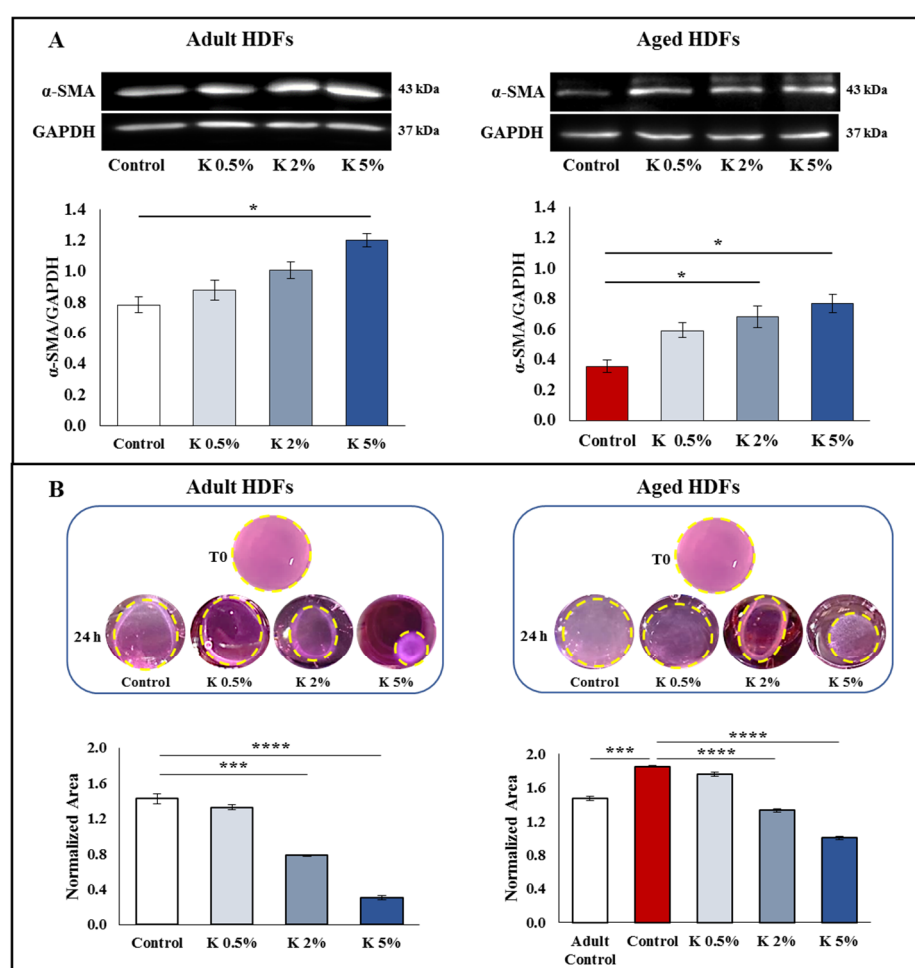 A
Adult HDFs
Aged HDFs
α-SMA
43 kDa
GAPDH
37 kDa
Control K 0.5% K 2% K 5%
α-SMA
43 kDa
GAPDH
37 kDa
Control K 0.5% K 2% K 5%
α-SMA/GAPDH
1.4
1.2
1.0
0.8
0.6
0.4
0.2
0.0
*
Control K 0.5% K 2% K 5%
α-SMA/GAPDH
1.4
1.2
1.0
0.8
0.6
0.4
0.2
0.0
*
*
Control K 0.5% K 2% K 5%
B
Adult HDFs
Aged HDFs
T0
24 h
Control K 0.5% K 2% K 5%
T0
24 h
Control K 0.5% K 2% K 5%
Normalized Area
2.0
1.6
1.2
0.8
0.4
0.0
****
***
Control K 0.5% K 2% K 5%
Normalized Area
2.0
1.6
1.2
0.8
0.4
0.0
****
*** ****
Adult Control Control K 0.5% K 2% K 5%